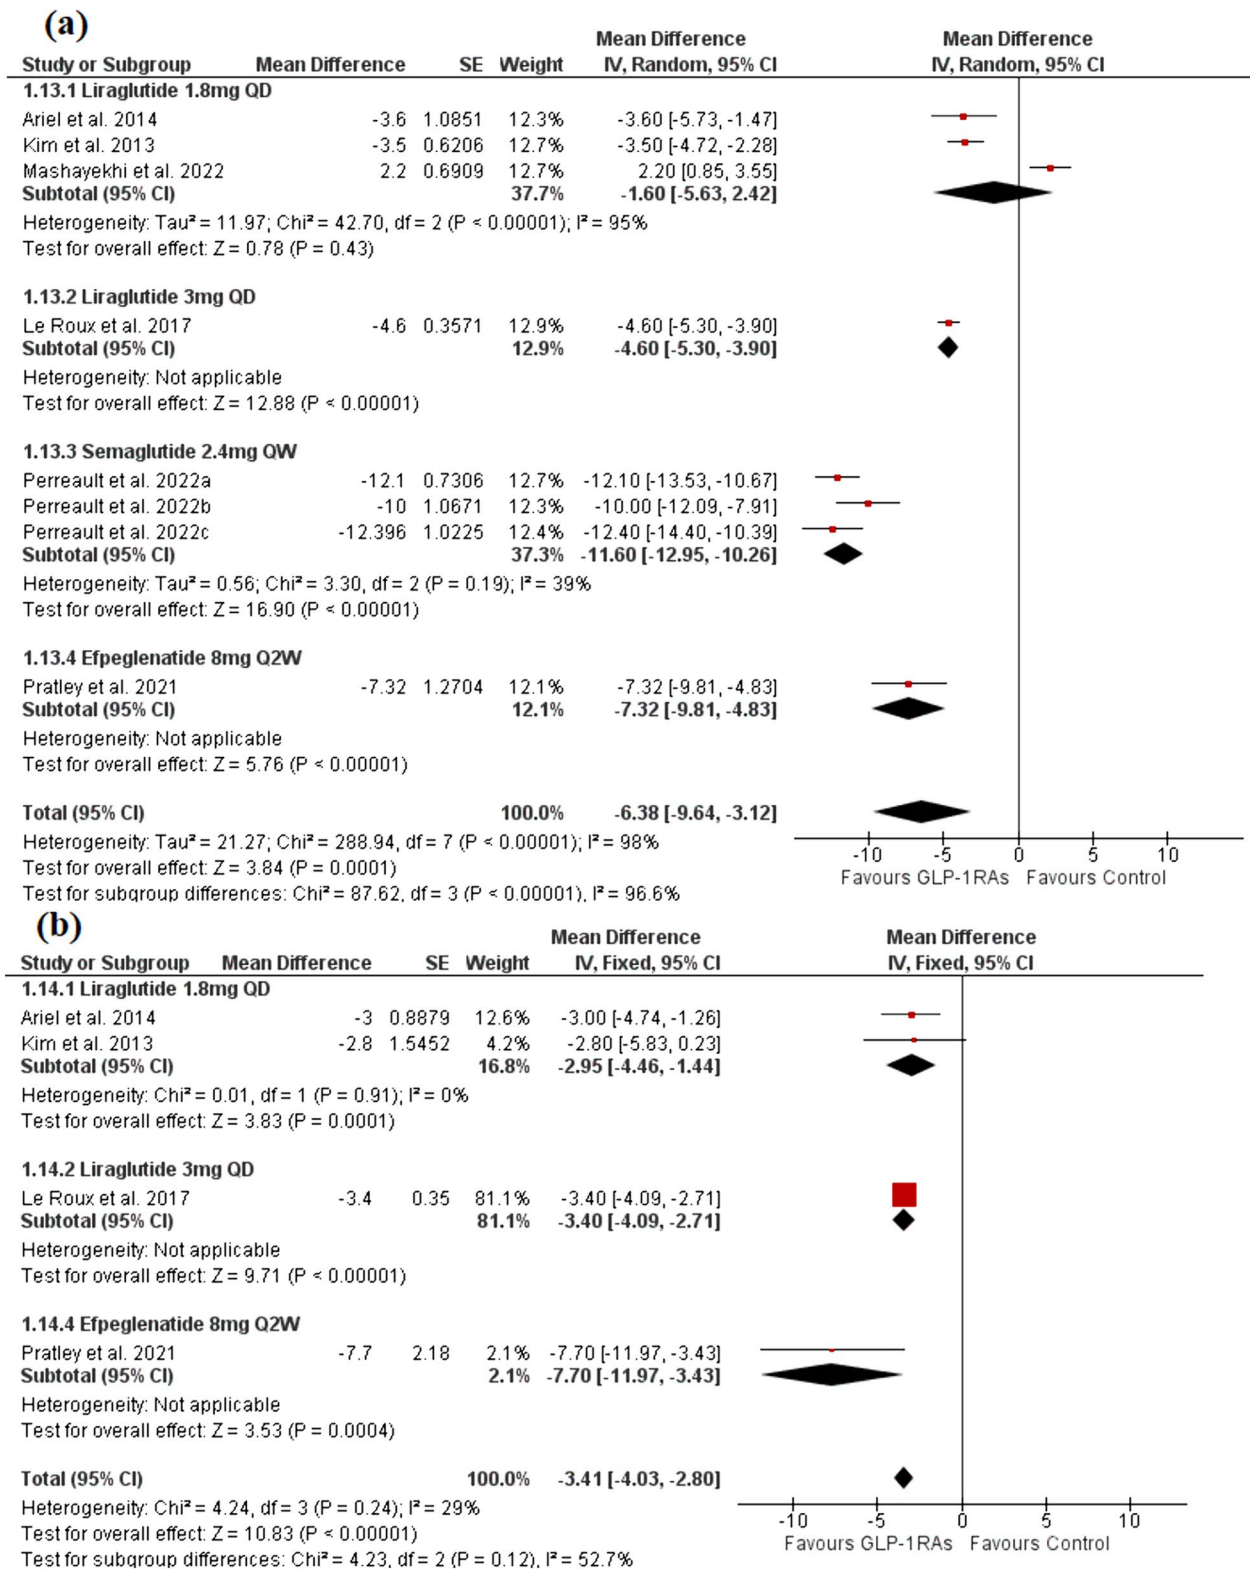 (a)
Mean Difference Mean Difference
Study or Subgroup Mean Difference SE Weight IV, Random, 95% CI IV, Random, 95% CI
1.13.1 Liraglutide 1.8mg QD
Ariel et al. 2014 -3.6 1.0851 12.3% -3.60 [-5.73, -1.47]
Kim et al. 2013 -3.5 0.6206 12.7% -3.50 [-4.72, -2.28]
Mashayekhi et al. 2022 2.2 0.6909 12.7% 2.20 [0.85, 3.55]
Subtotal (95% CI) 37.7% -1.60 [-5.63, 2.42]
Heterogeneity: Tau² = 11.97; Chi² = 42.70, df = 2 (P < 0.00001); I² = 95%
Test for overall effect: Z = 0.78 (P = 0.43)
1.13.2 Liraglutide 3mg QD
Le Roux et al. 2017 -4.6 0.3571 12.9% -4.60 [-5.30, -3.90]
Subtotal (95% CI) 12.9% -4.60 [-5.30, -3.90]
Heterogeneity: Not applicable
Test for overall effect: Z = 12.88 (P < 0.00001)
1.13.3 Semaglutide 2.4mg QW
Perreault et al. 2022a -12.1 0.7306 12.7% -12.10 [-13.53, -10.67]
Perreault et al. 2022b -10 1.0671 12.3% -10.00 [-12.09, -7.91]
Perreault et al. 2022c -12.396 1.0225 12.4% -12.40 [-14.40, -10.39]
Subtotal (95% CI) 37.3% -11.60 [-12.95, -10.26]
Heterogeneity: Tau² = 0.56; Chi² = 3.30, df = 2 (P = 0.19); I² = 39%
Test for overall effect: Z = 16.90 (P < 0.00001)
1.13.4 Efpeglenatide 8mg Q2W
Pratley et al. 2021 -7.32 1.2704 12.1% -7.32 [-9.81, -4.83]
Subtotal (95% CI) 12.1% -7.32 [-9.81, -4.83]
Heterogeneity: Not applicable
Test for overall effect: Z = 5.76 (P < 0.00001)
Total (95% CI) 100.0% -6.38 [-9.64, -3.12]
Heterogeneity: Tau² = 21.27; Chi² = 288.94, df = 7 (P < 0.00001); I² = 98%
Test for overall effect: Z = 3.84 (P = 0.0001)
Test for subgroup differences: Chi² = 87.62, df = 3 (P < 0.00001), I² = 96.6%
-10 -5 0 5 10
Favours GLP-1RAs Favours Control
(b)
Mean Difference Mean Difference
Study or Subgroup Mean Difference SE Weight IV, Fixed, 95% CI IV, Fixed, 95% CI
1.14.1 Liraglutide 1.8mg QD
Ariel et al. 2014 -3 0.8879 12.6% -3.00 [-4.74, -1.26]
Kim et al. 2013 -2.8 1.5452 4.2% -2.80 [-5.83, 0.23]
Subtotal (95% CI) 16.8% -2.95 [-4.46, -1.44]
Heterogeneity: Chi² = 0.01, df = 1 (P = 0.91); I² = 0%
Test for overall effect: Z = 3.83 (P = 0.0001)
1.14.2 Liraglutide 3mg QD
Le Roux et al. 2017 -3.4 0.35 81.1% -3.40 [-4.09, -2.71]
Subtotal (95% CI) 81.1% -3.40 [-4.09, -2.71]
Heterogeneity: Not applicable
Test for overall effect: Z = 9.71 (P < 0.00001)
1.14.4 Efpeglenatide 8mg Q2W
Pratley et al. 2021 -7.7 2.18 2.1% -7.70 [-11.97, -3.43]
Subtotal (95% CI) 2.1% -7.70 [-11.97, -3.43]
Heterogeneity: Not applicable
Test for overall effect: Z = 3.53 (P = 0.0004)
Total (95% CI) 100.0% -3.41 [-4.03, -2.80]
Heterogeneity: Chi² = 4.24, df = 3 (P = 0.24); I² = 29%
Test for overall effect: Z = 10.83 (P < 0.00001)
Test for subgroup differences: Chi² = 4.23, df = 2 (P = 0.12), I² = 52.7%
-10 -5 0 5 10
Favours GLP-1RAs Favours Control